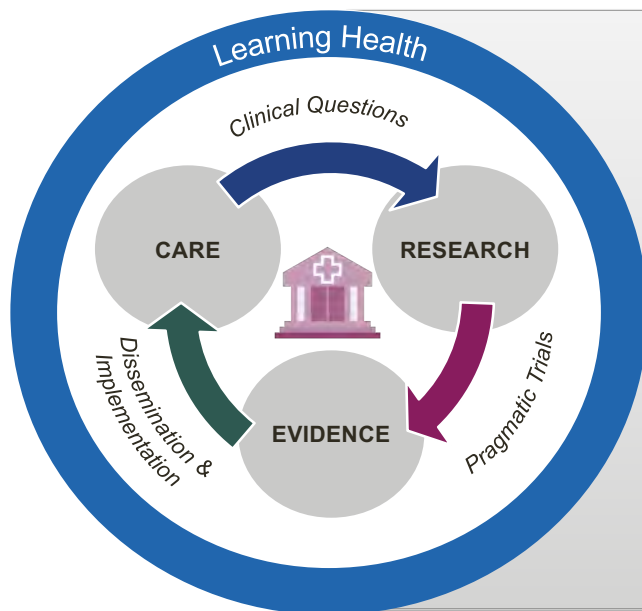 Learning Health
Clinical Questions
CARE
RESEARCH
Dissemination &
Implementation
EVIDENCE
Pragmatic Trials